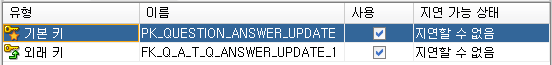 유형 이름 사용 지연 가능 상태
기본 키 PK_QUESTION_ANSWER_UPDATE 지연할 수 없음
외래 키 FK_Q_A_T_Q_ANSWER_UPDATE_1 지연할 수 없음